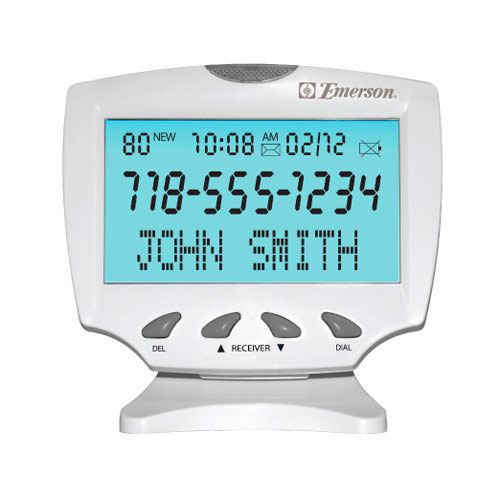 Emerson.
80 NEW 10:08 AM 02/12
718-555-1234
JOHN SMITH
DEL ▲ RECEIVER ▼ DIAL